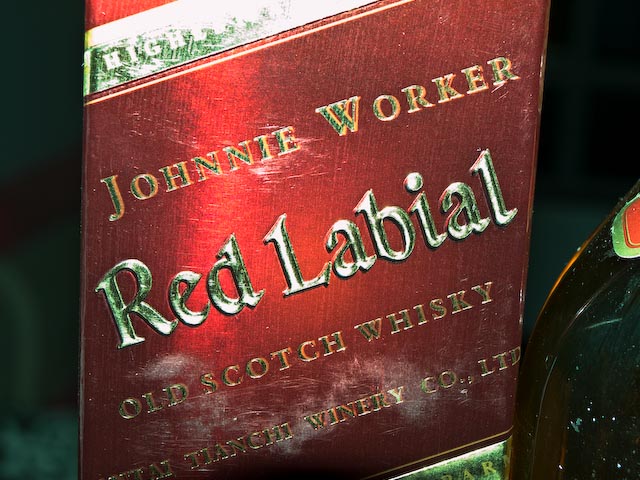 JOHNNIE WORKER
Red Labial
OLD SCOTCH WHISKY
TIANCHI WINERY CO., LTD